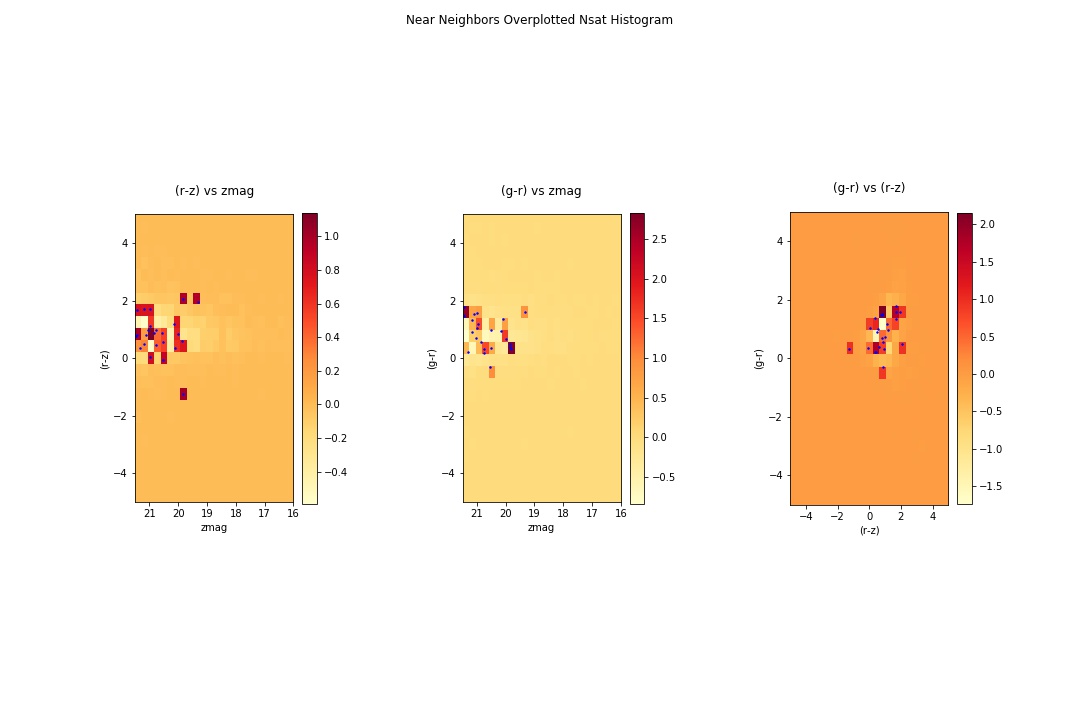 Near Neighbors Overplotted Nsat Histogram
(r-z) vs zmag
(r-z)
4
2
0
−2
−4
21 20 19 18 17 16
zmag
1.0
0.8
0.6
0.4
0.2
0.0
−0.2
−0.4
(g-r) vs zmag
(g-r)
4
2
0
−2
−4
21 20 19 18 17 16
zmag
2.5
2.0
1.5
1.0
0.5
0.0
−0.5
(g-r) vs (r-z)
(g-r)
4
2
0
−2
−4
−4 −2 0 2 4
(r-z)
2.0
1.5
1.0
0.5
0.0
−0.5
−1.0
−1.5